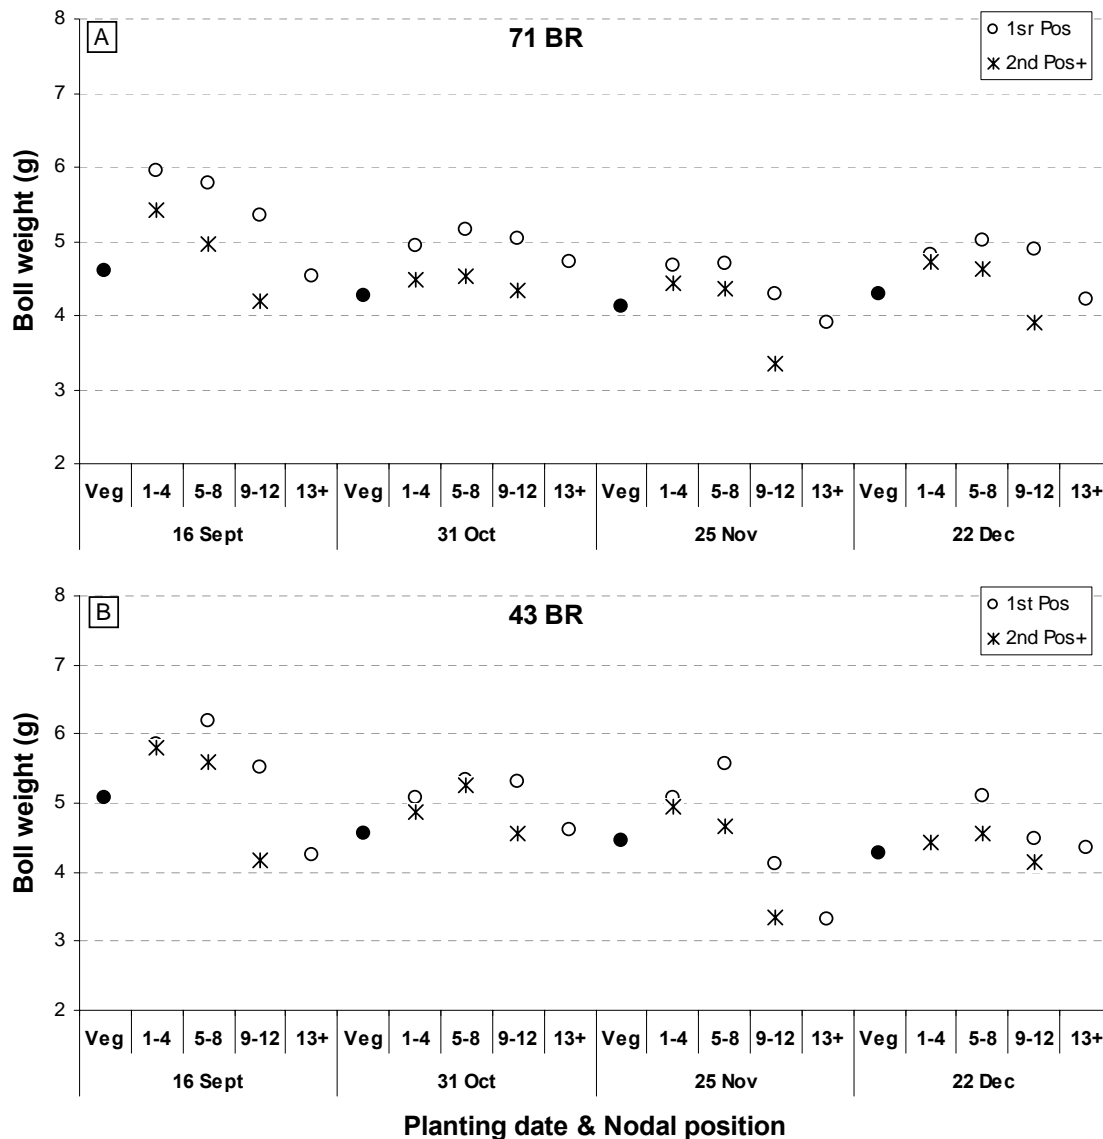 A
71 BR
1sr Pos
2nd Pos+
8
7
6
5
4
3
2
Boll weight (g)
Veg 1-4 5-8 9-12 13+ Veg 1-4 5-8 9-12 13+ Veg 1-4 5-8 9-12 13+ Veg 1-4 5-8 9-12 13+
16 Sept 31 Oct 25 Nov 22 Dec
B
43 BR
1st Pos
2nd Pos+
8
7
6
5
4
3
2
Boll weight (g)
Veg 1-4 5-8 9-12 13+ Veg 1-4 5-8 9-12 13+ Veg 1-4 5-8 9-12 13+ Veg 1-4 5-8 9-12 13+
16 Sept 31 Oct 25 Nov 22 Dec
Planting date & Nodal position